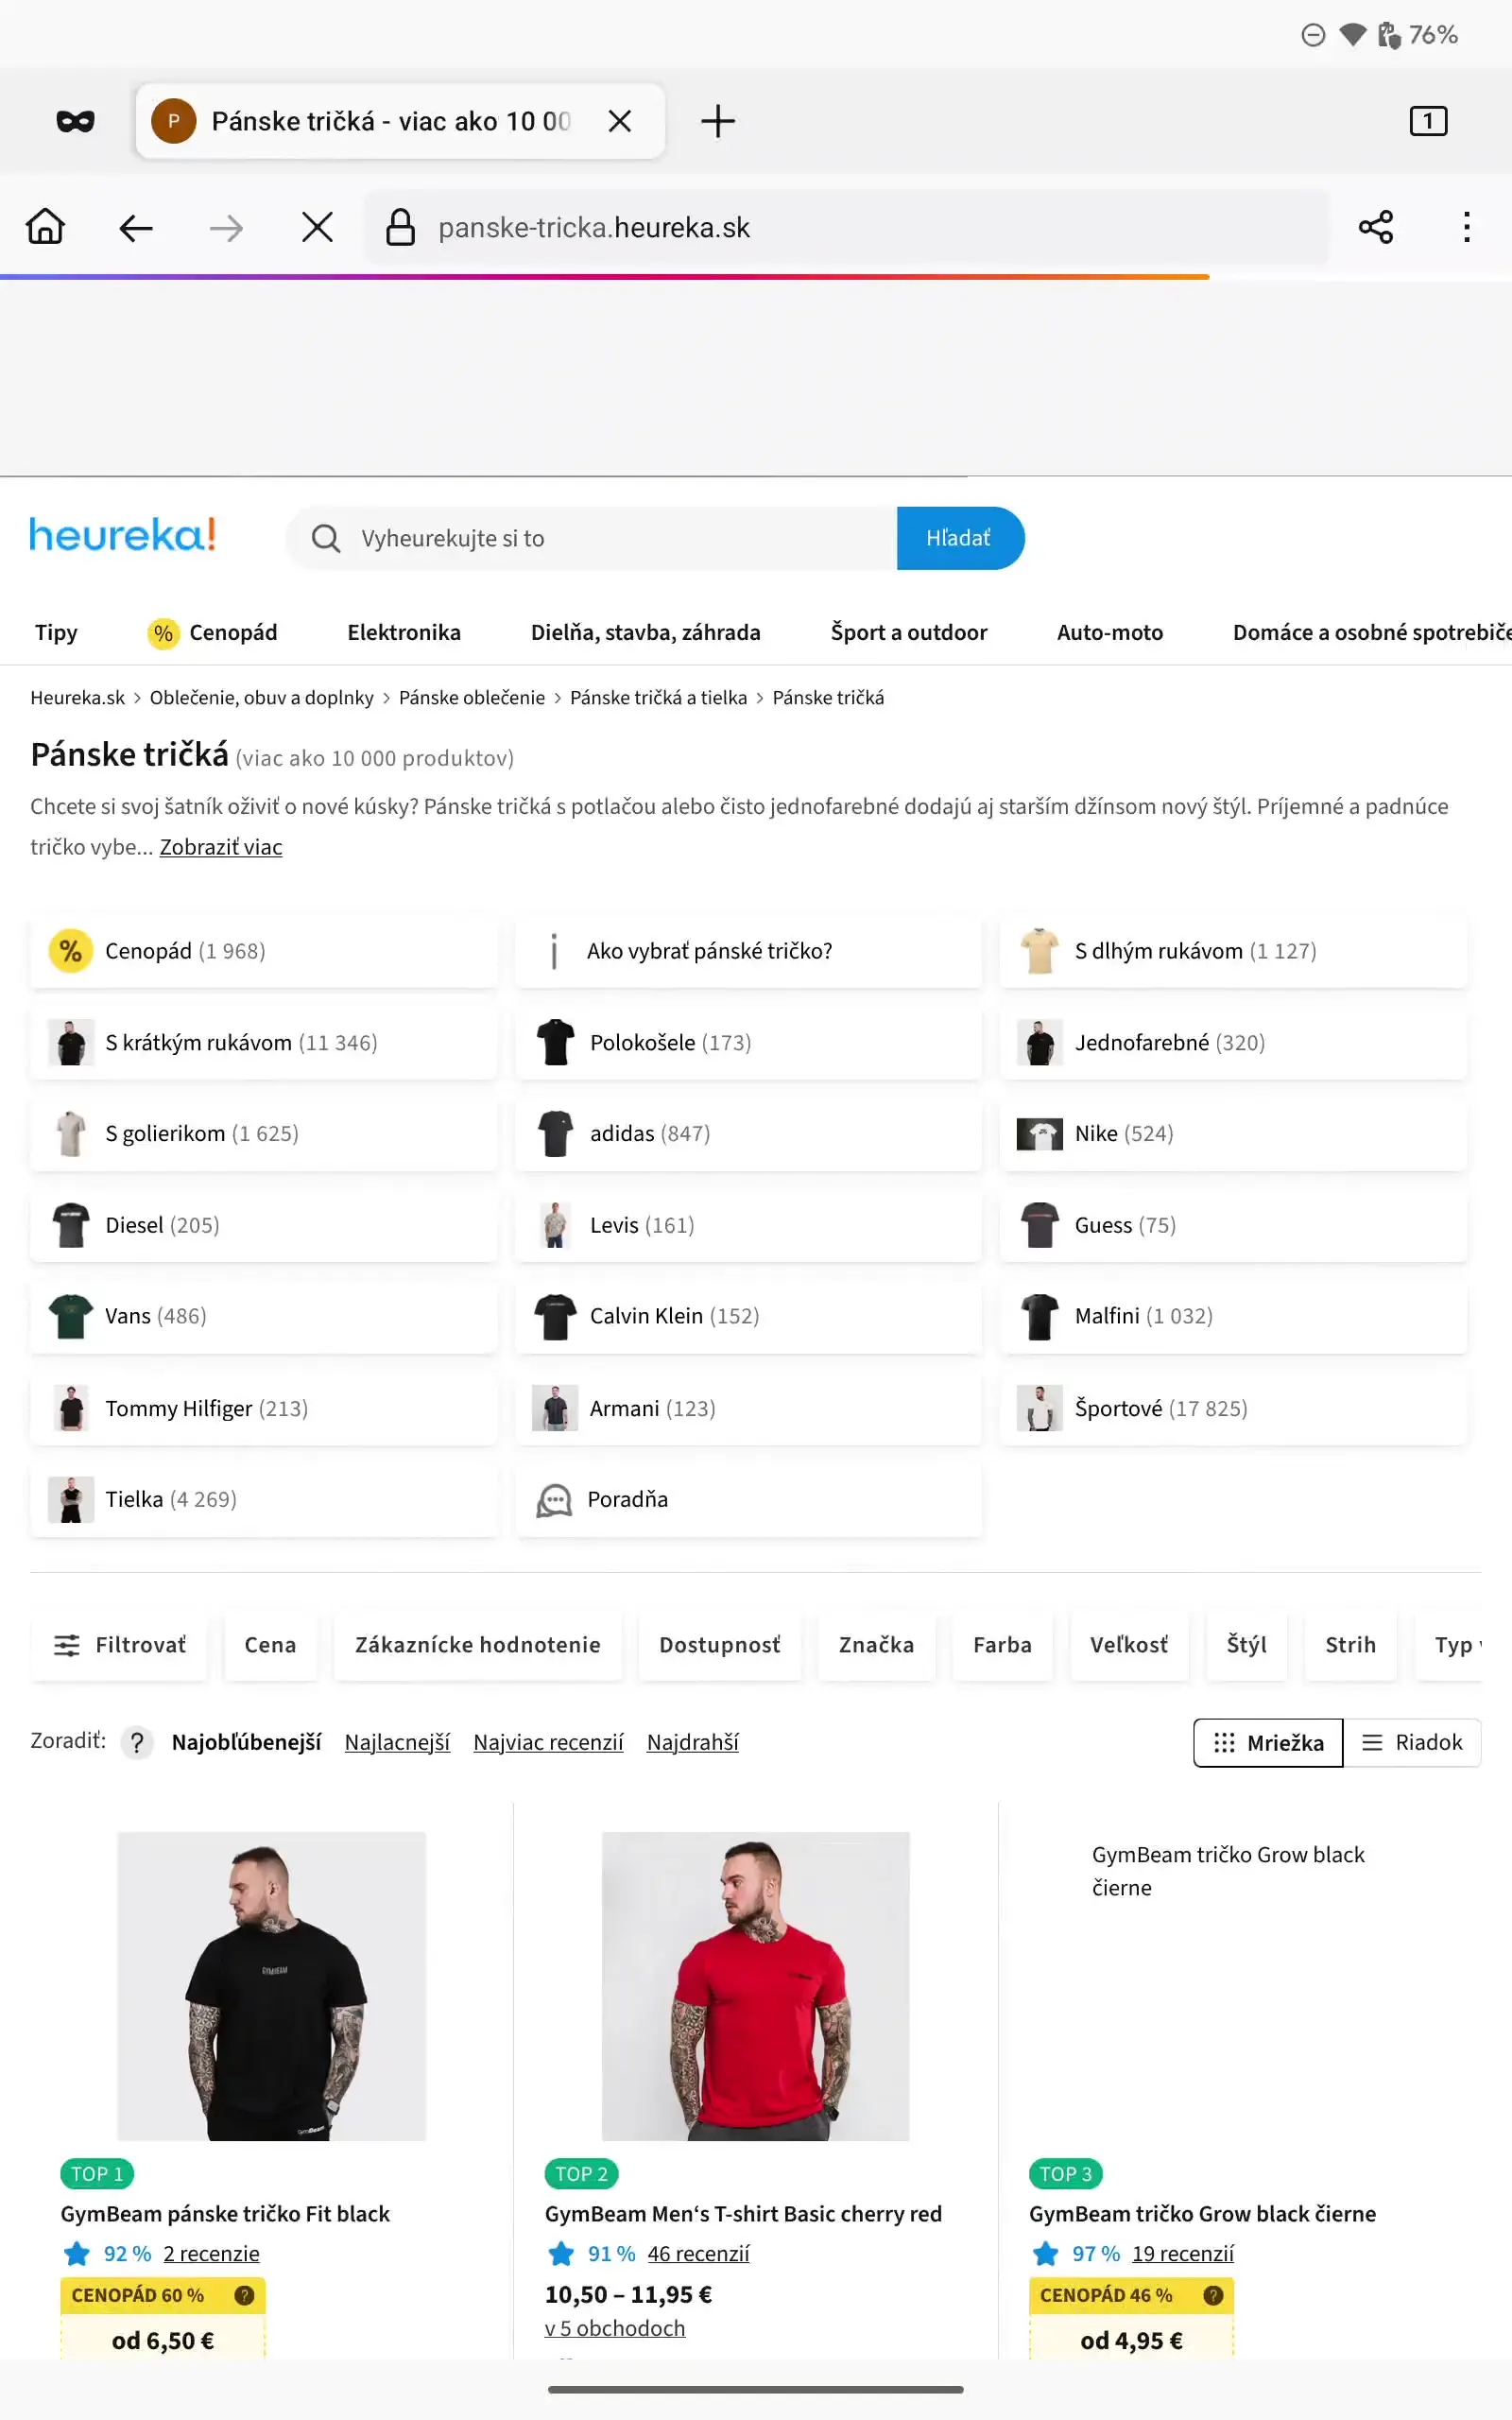 76%
P
Pánske tričká - viac ako 10 00
1
panske-tricka.heureka.sk
heureka!
Vyheurekujte si to
Hľadať
Tipy
% Cenopád
Elektronika
Dielňa, stavba, záhrada
Šport a outdoor
Auto-moto
Domáce a osobné spotrebiče
Heureka.sk > Oblečenie, obuv a doplnky > Pánske oblečenie > Pánske tričká a tielka > Pánske tričká
Pánske tričká (viac ako 10 000 produktov)
Chcete si svoj šatník oživiť o nové kúsky? Pánske tričká s potlačou alebo čisto jednofarebné dodajú aj starším džínsom nový štýl. Príjemné a padnúce
tričko vybe... Zobraziť viac
% Cenopád (1 968)
Ako vybrať pánské tričko?
S dlhým rukávom (1 127)
S krátkým rukávom (11 346)
Polokošele (173)
Jednofarebné (320)
S golierikom (1 625)
adidas (847)
Nike (524)
Diesel (205)
Levis (161)
Guess (75)
Vans (486)
Calvin Klein (152)
Malfini (1 032)
Tommy Hilfiger (213)
Armani (123)
Športové (17 825)
Tielka (4 269)
Poradňa
Filtrovať
Cena
Zákaznícke hodnotenie
Dostupnosť
Značka
Farba
Veľkosť
Štýl
Strih
Typ
Zoradiť: ? Najobľúbenejší Najlacnejší Najviac recenzií Najdrahší
Mriežka
Riadok
GYMBEAM
GymBeam
TOP 1
GymBeam pánske tričko Fit black
92 % 2 recenzie
CENOPÁD 60 % ?
od 6,50 €
TOP 2
GymBeam Men‘s T-shirt Basic cherry red
91 % 46 recenzií
10,50 – 11,95 €
v 5 obchodoch
GymBeam tričko Grow black
čierne
TOP 3
GymBeam tričko Grow black čierne
97 % 19 recenzií
CENOPÁD 46 % ?
od 4,95 €